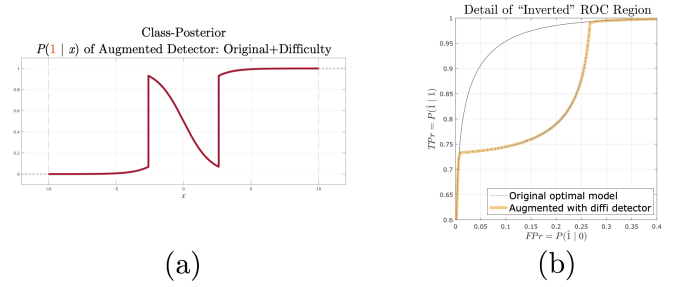 Class-Posterior
P(1 | x) of Augmented Detector: Original+Difficulty
1
0.8
0.6
0.4
0.2
0
-10
-5
0
5
10
x
(a)
Detail of “Inverted” ROC Region
1
0.95
0.9
0.85
0.8
0.75
0.7
0.65
0.6
TPr = P(1̂ | 1)
Original optimal model
Augmented with diffi detector
0
0.05
0.1
0.15
0.2
0.25
0.3
0.35
0.4
FPr = P(1̂ | 0)
(b)